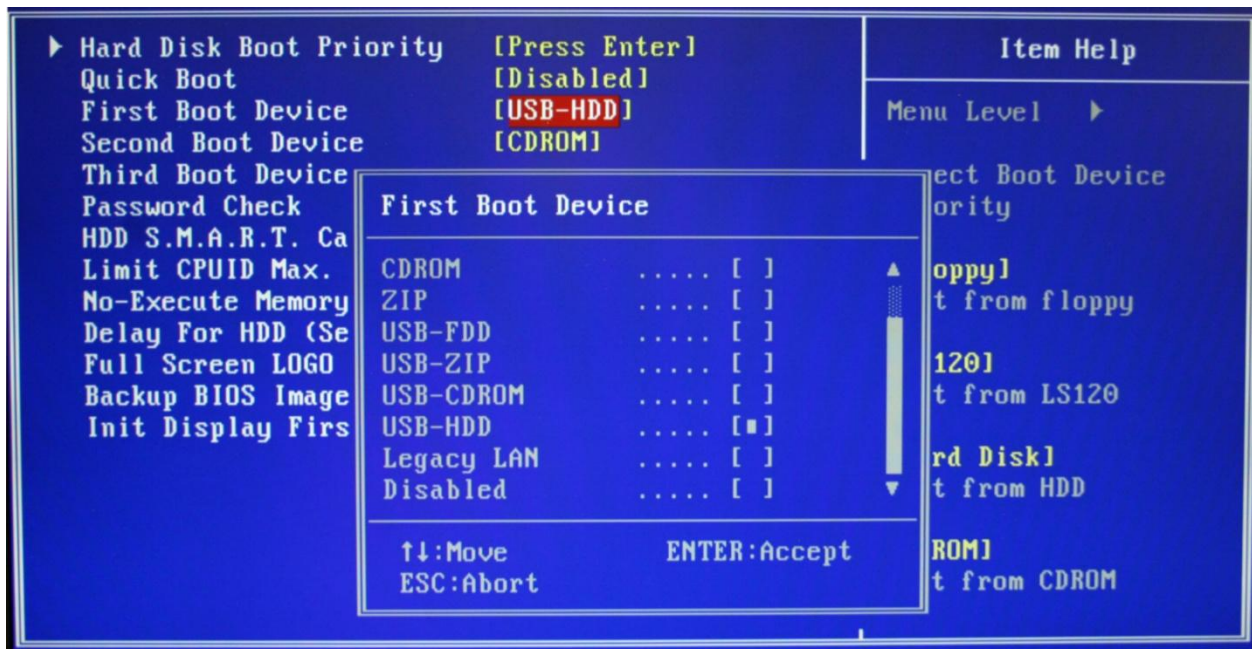 Hard Disk Boot Priority [Press Enter]
Quick Boot [Disabled]
First Boot Device [USB-HDD]
Second Boot Device [CDROM]
Third Boot Device
Password Check
HDD S.M.A.R.T. Ca
Limit CPUID Max.
No-Execute Memory
Delay For HDD (Se
Full Screen LOGO
Backup BIOS Image
Init Display Firs
First Boot Device
CDROM ..... [ ]
ZIP ..... [ ]
USB-FDD ..... [ ]
USB-ZIP ..... [ ]
USB-CDROM ..... [ ]
USB-HDD ..... [■]
Legacy LAN ..... [ ]
Disabled ..... [ ]
↑↓:Move ENTER:Accept
ESC:Abort
Item Help
Menu Level ▶
ect Boot Device
ority
oppy]
t from floppy
120]
t from LS120
rd Disk]
t from HDD
ROM]
t from CDROM